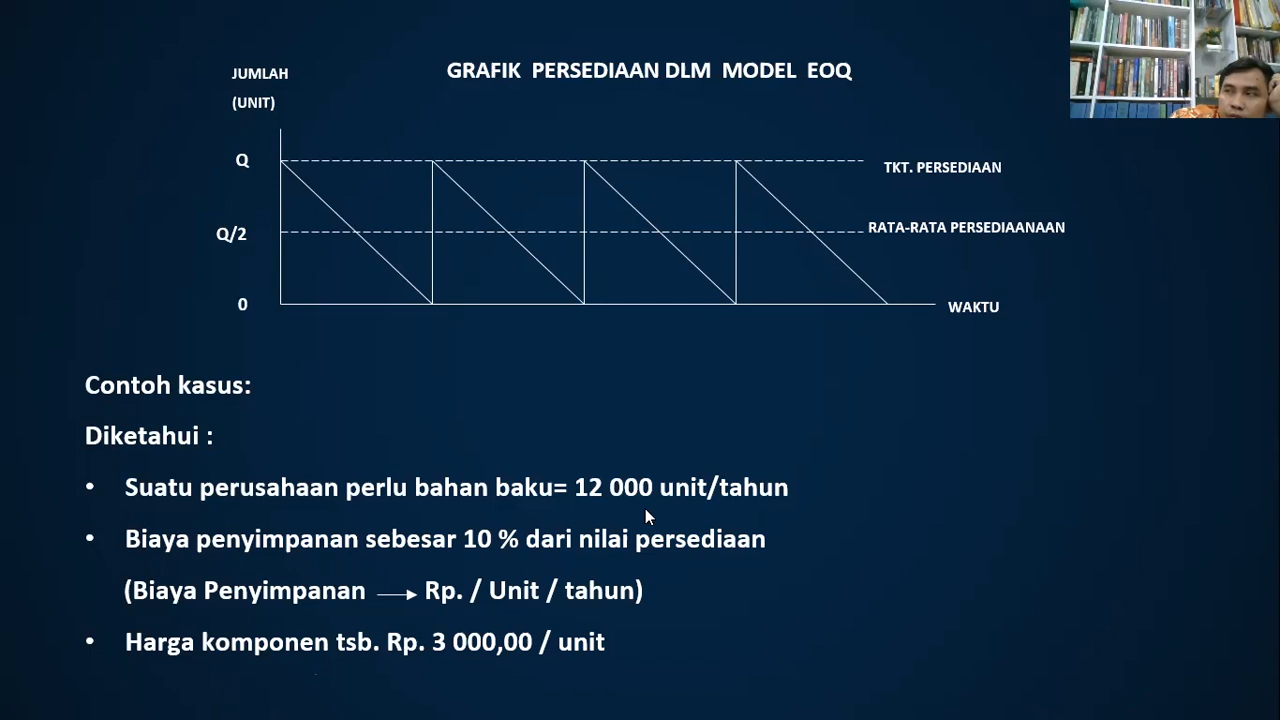 JUMLAH
(UNIT)
GRAFIK PERSEDIAAN DLM MODEL EOQ
Q
TKT. PERSEDIAAN
Q/2
RATA-RATA PERSEDIAANAAN
0
WAKTU
Contoh kasus:
Diketahui :
• Suatu perusahaan perlu bahan baku= 12 000 unit/tahun
• Biaya penyimpanan sebesar 10 % dari nilai persediaan
(Biaya Penyimpanan → Rp. / Unit / tahun)
• Harga komponen tsb. Rp. 3 000,00 / unit